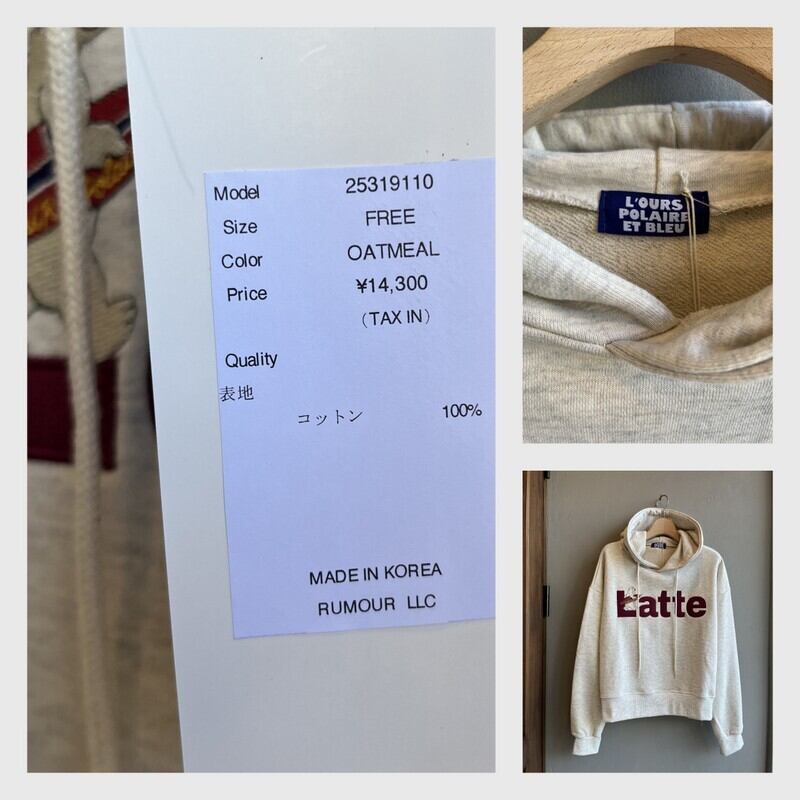 Model 25319110
Size FREE
Color OATMEAL
Price ¥14,300
(TAX IN)
Quality
表地
コットン 100%
MADE IN KOREA
RUMOUR LLC
L'OURS
POLAIRE
ET BLEU
Latte